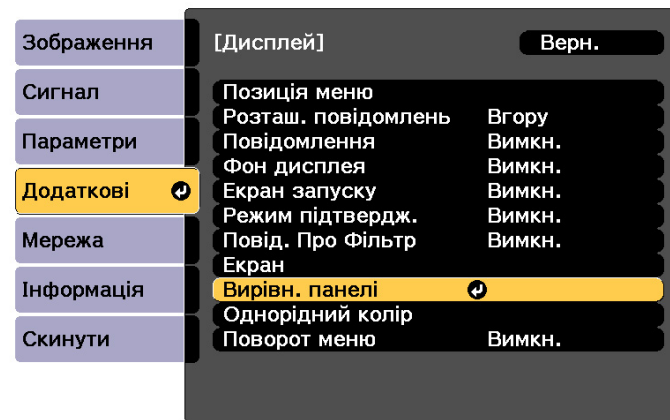 Зображення
Сигнал
Параметри
Додаткові
Мережа
Інформація
Скинути
[Дисплей] Верн.
Позиція меню
Розташ. повідомлень Вгору
Повідомлення Вимкн.
Фон дисплея Вимкн.
Екран запуску Вимкн.
Режим підтвердж. Вимкн.
Повід. Про Фільтр Вимкн.
Екран
Вирівн. панелі
Однорідний колір
Поворот меню Вимкн.